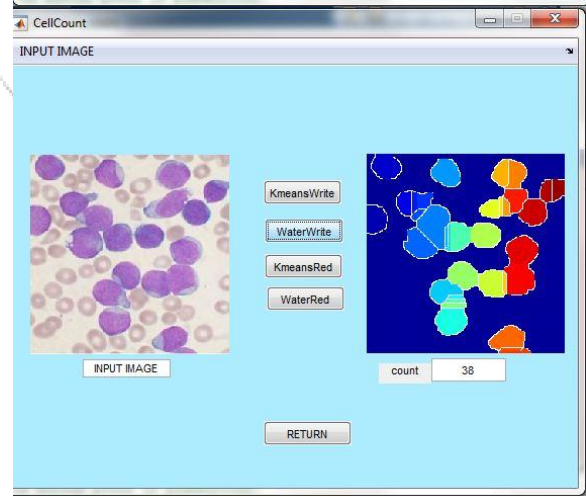 CellCount
INPUT IMAGE
KmeansWrite
WaterWrite
KmeansRed
WaterRed
INPUT IMAGE
count 38
RETURN